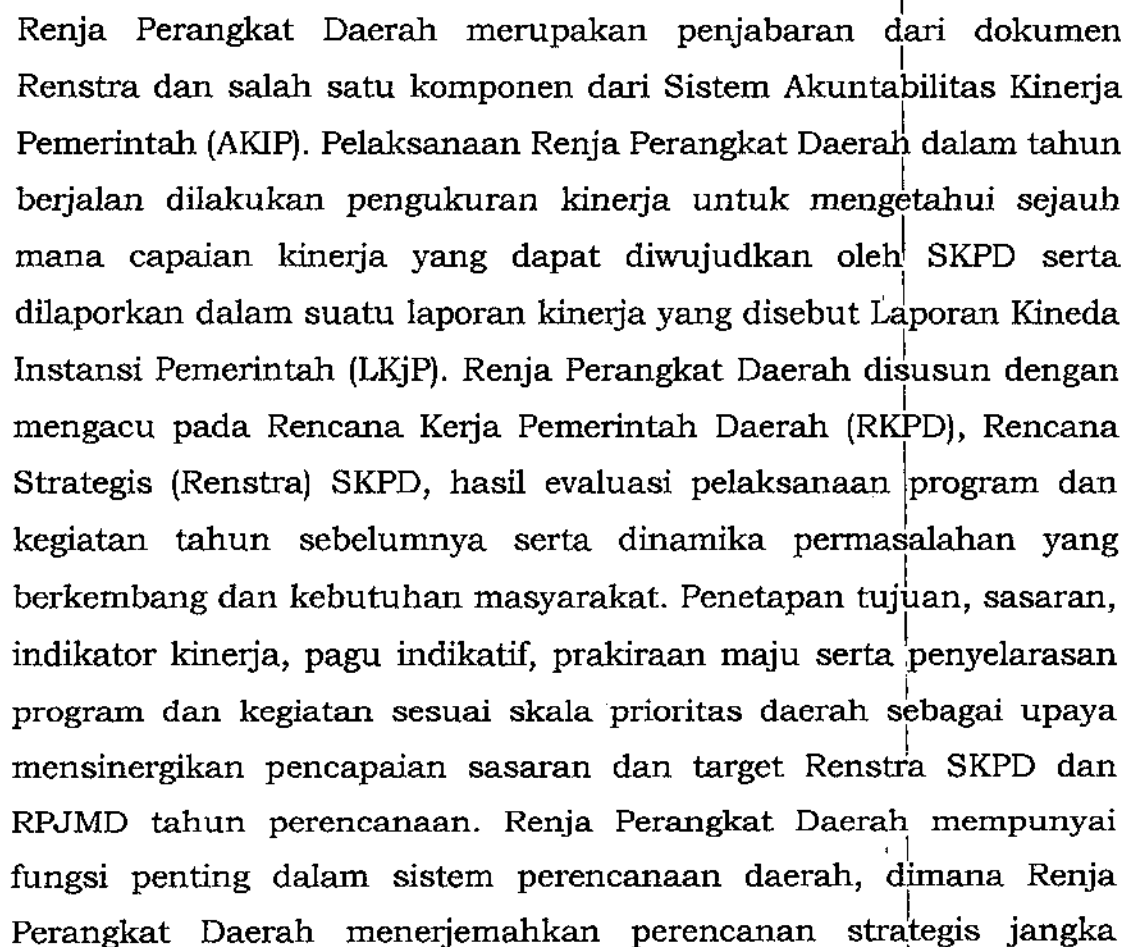 Renja Perangkat Daerah merupakan penjabaran dari dokumen
Renstra dan salah satu komponen dari Sistem Akuntabilitas Kinerja
Pemerintah (AKIP). Pelaksanaan Renja Perangkat Daerah dalam tahun
berjalan dilakukan pengukuran kinerja untuk mengetahui sejauh
mana capaian kinerja yang dapat diwujudkan oleh SKPD serta
dilaporkan dalam suatu laporan kinerja yang disebut Laporan Kineda
Instansi Pemerintah (LKjP). Renja Perangkat Daerah disusun dengan
mengacu pada Rencana Kerja Pemerintah Daerah (RKPD), Rencana
Strategis (Renstra) SKPD, hasil evaluasi pelaksanaan program dan
kegiatan tahun sebelumnya serta dinamika permasalahan yang
berkembang dan kebutuhan masyarakat. Penetapan tujuan, sasaran,
indikator kinerja, pagu indikatif, prakiraan maju serta penyelarasan
program dan kegiatan sesuai skala prioritas daerah sebagai upaya
mensinergikan pencapaian sasaran dan target Renstra SKPD dan
RPJMD tahun perencanaan. Renja Perangkat Daerah mempunyai
fungsi penting dalam sistem perencanaan daerah, dimana Renja
Perangkat Daerah menerjemahkan perencanan strategis jangka